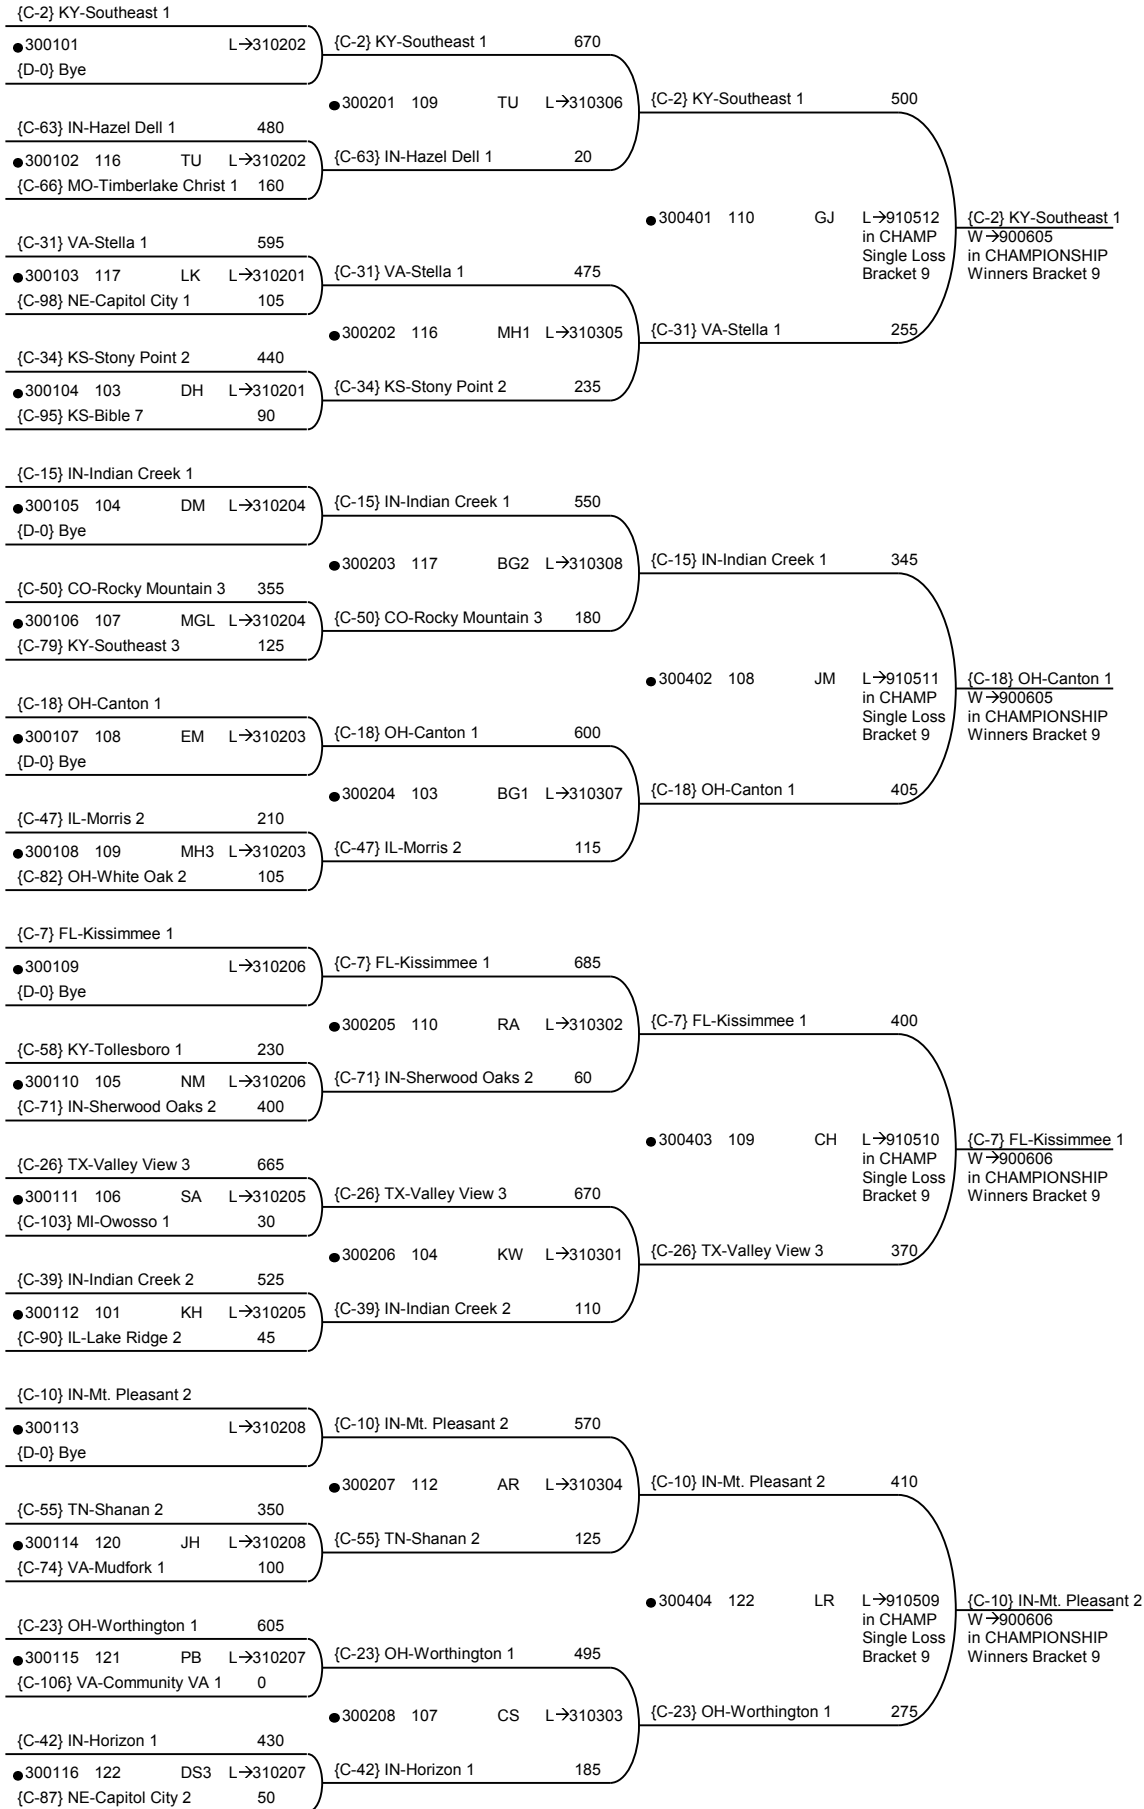 {C-2} KY-Southeast 1
●300101 L→310202
{D-0} Bye
{C-63} IN-Hazel Dell 1 480
●300102 116 TU L→310202
{C-66} MO-Timberlake Christ 1 160
{C-31} VA-Stella 1 595
●300103 117 LK L→310201
{C-98} NE-Capitol City 1 105
{C-34} KS-Stony Point 2 440
●300104 103 DH L→310201
{C-95} KS-Bible 7 90
{C-15} IN-Indian Creek 1
●300105 104 DM L→310204
{D-0} Bye
{C-50} CO-Rocky Mountain 3 355
●300106 107 MGL L→310204
{C-79} KY-Southeast 3 125
{C-18} OH-Canton 1
●300107 108 EM L→310203
{D-0} Bye
{C-47} IL-Morris 2 210
●300108 109 MH3 L→310203
{C-82} OH-White Oak 2 105
{C-7} FL-Kissimmee 1
●300109 L→310206
{D-0} Bye
{C-58} KY-Tollesboro 1 230
●300110 105 NM L→310206
{C-71} IN-Sherwood Oaks 2 400
{C-26} TX-Valley View 3 665
●300111 106 SA L→310205
{C-103} MI-Owosso 1 30
{C-39} IN-Indian Creek 2 525
●300112 101 KH L→310205
{C-90} IL-Lake Ridge 2 45
{C-10} IN-Mt. Pleasant 2
●300113 L→310208
{D-0} Bye
{C-55} TN-Shanan 2 350
●300114 120 JH L→310208
{C-74} VA-Mudfork 1 100
{C-23} OH-Worthington 1 605
●300115 121 PB L→310207
{C-106} VA-Community VA 1 0
{C-42} IN-Horizon 1 430
●300116 122 DS3 L→310207
{C-87} NE-Capitol City 2 50
{C-2} KY-Southeast 1 670
●300201 109 TU L→310306
{C-63} IN-Hazel Dell 1 20
{C-31} VA-Stella 1 475
●300202 116 MH1 L→310305
{C-34} KS-Stony Point 2 235
{C-15} IN-Indian Creek 1 550
●300203 117 BG2 L→310308
{C-50} CO-Rocky Mountain 3 180
{C-18} OH-Canton 1 600
●300204 103 BG1 L→310307
{C-47} IL-Morris 2 115
{C-7} FL-Kissimmee 1 685
●300205 110 RA L→310302
{C-71} IN-Sherwood Oaks 2 60
{C-26} TX-Valley View 3 670
●300206 104 KW L→310301
{C-39} IN-Indian Creek 2 110
{C-10} IN-Mt. Pleasant 2 570
●300207 112 AR L→310304
{C-55} TN-Shanan 2 125
{C-23} OH-Worthington 1 495
●300208 107 CS L→310303
{C-42} IN-Horizon 1 185
{C-2} KY-Southeast 1 500
●300401 110 GJ L→910512
in CHAMP
Single Loss
Bracket 9
{C-31} VA-Stella 1 255
{C-15} IN-Indian Creek 1 345
●300402 108 JM L→910511
in CHAMP
Single Loss
Bracket 9
{C-18} OH-Canton 1 405
{C-7} FL-Kissimmee 1 400
●300403 109 CH L→910510
in CHAMP
Single Loss
Bracket 9
{C-26} TX-Valley View 3 370
{C-10} IN-Mt. Pleasant 2 410
●300404 122 LR L→910509
in CHAMP
Single Loss
Bracket 9
{C-23} OH-Worthington 1 275
{C-2} KY-Southeast 1
W→900605
in CHAMPIONSHIP
Winners Bracket 9
{C-18} OH-Canton 1
W→900605
in CHAMPIONSHIP
Winners Bracket 9
{C-7} FL-Kissimmee 1
W→900606
in CHAMPIONSHIP
Winners Bracket 9
{C-10} IN-Mt. Pleasant 2
W→900606
in CHAMPIONSHIP
Winners Bracket 9